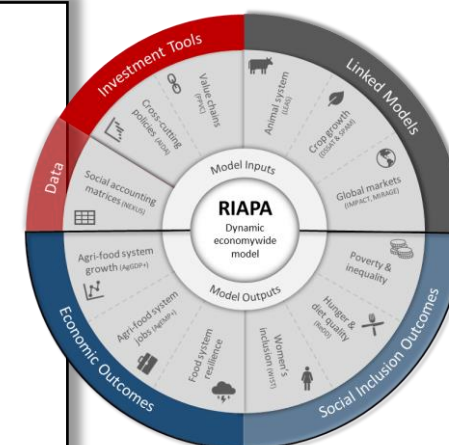 Investment Tools
Linked Models
Data
Economic Outcomes
Social Inclusion Outcomes
Social accounting
matrices (NEXUS)
Cross-cutting
policies (AIDA)
Value chains
(PPVC)
Animal system
(LEAS)
Crop growth
(DSSAT & SPAM)
Global markets
(IMPACT, MIRAGE)
Model Inputs
RIAPA
Dynamic
economywide
model
Model Outputs
Agri-food system
growth (AgGDP+)
Agri-food system
jobs (AgEMP+)
Food system
resilience
Women's
inclusion (WIST)
Hunger &
diet quality
(ReDD)
Poverty &
inequality